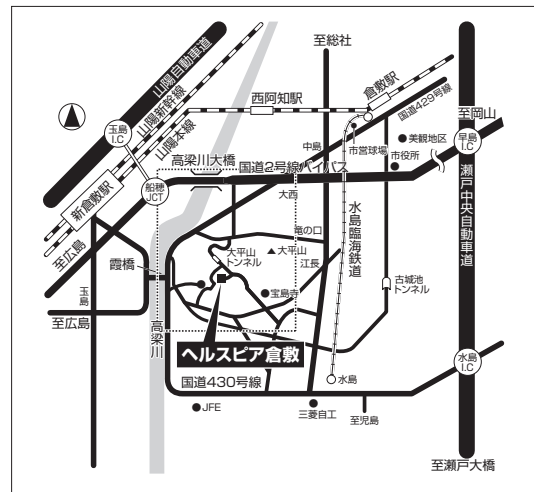 至総社
倉敷駅
山陽自動車道
山陽新幹線
山陽本線
西阿知駅
国道429号線
至岡山
玉島
I.C
中島
市営球場
美観地区
市役所
早島
I.C
高梁川大橋
国道2号線バイパス
船穂
JCT
新倉敷駅
大西
水島臨海鉄道
瀬戸中央自動車道
竜の口
至広島
大平山
トンネル
大平山
江長
霞橋
古城池
トンネル
玉島
宝島寺
至広島
高梁川
ヘルスピア倉敷
水島
I.C
国道430号線
水島
JFE
三菱自工
至児島
至瀬戸大橋